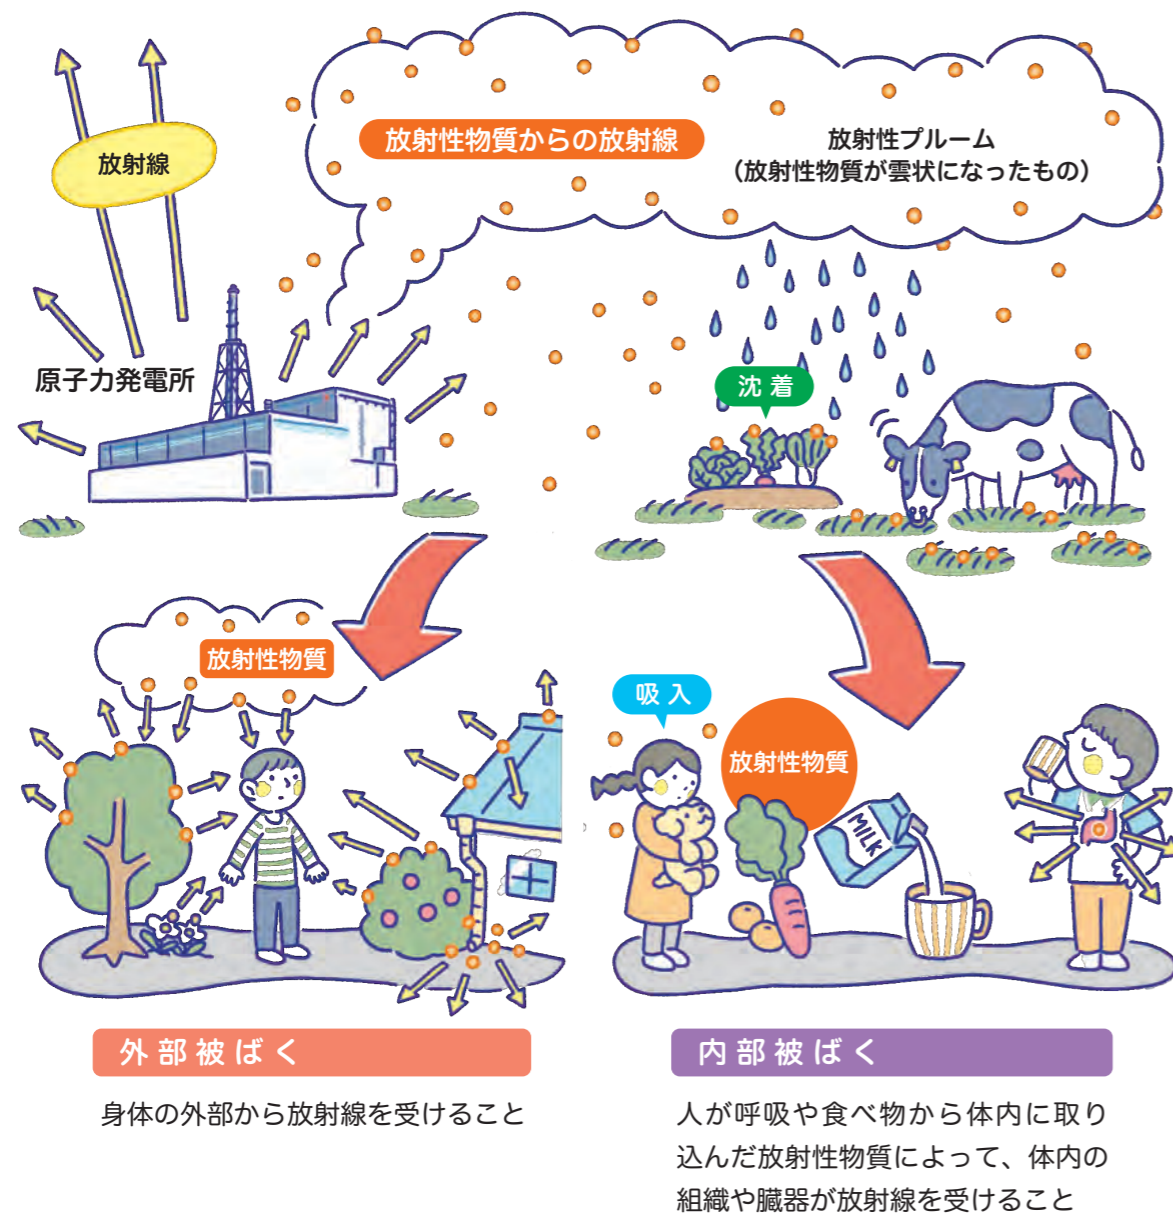 放射線
放射性物質からの放射線
放射性プルーム
（放射性物質が雲状になったもの）
原子力発電所
沈着
放射性物質
吸入
放射性物質
MILK
外部被ばく
身体の外部から放射線を受けること
内部被ばく
人が呼吸や食べ物から体内に取り
込んだ放射性物質によって、体内の
組織や臓器が放射線を受けること